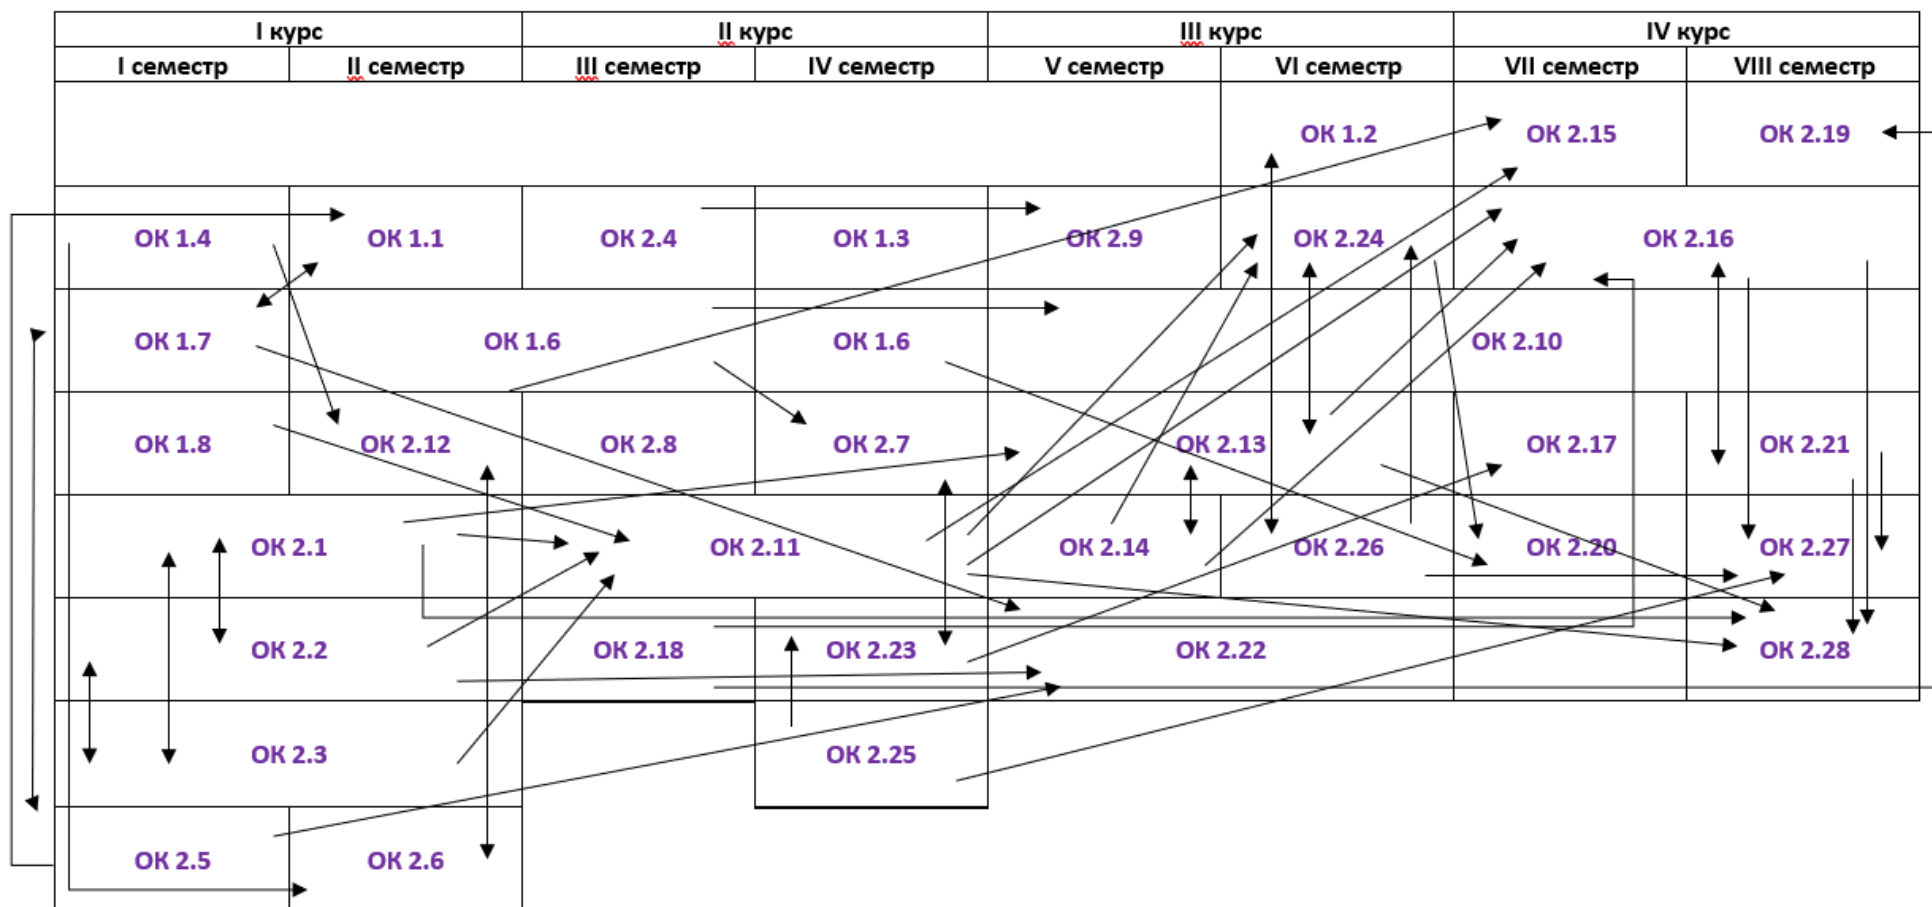 I курс II курс III курс IV курс
I семестр II семестр III семестр IV семестр V семестр VI семестр VII семестр VIII семестр
ОК 1.2 ОК 2.15 ОК 2.19
ОК 1.4 ОК 1.1 ОК 2.4 ОК 1.3 ОК 2.9 ОК 2.24 ОК 2.16
ОК 1.7 ОК 1.6 ОК 1.6 ОК 2.10
ОК 1.8 ОК 2.12 ОК 2.8 ОК 2.7 ОК 2.13 ОК 2.17 ОК 2.21
ОК 2.1 ОК 2.11 ОК 2.14 ОК 2.26 ОК 2.20 ОК 2.27
ОК 2.2 ОК 2.18 ОК 2.23 ОК 2.22 ОК 2.28
ОК 2.3 ОК 2.25
ОК 2.5 ОК 2.6